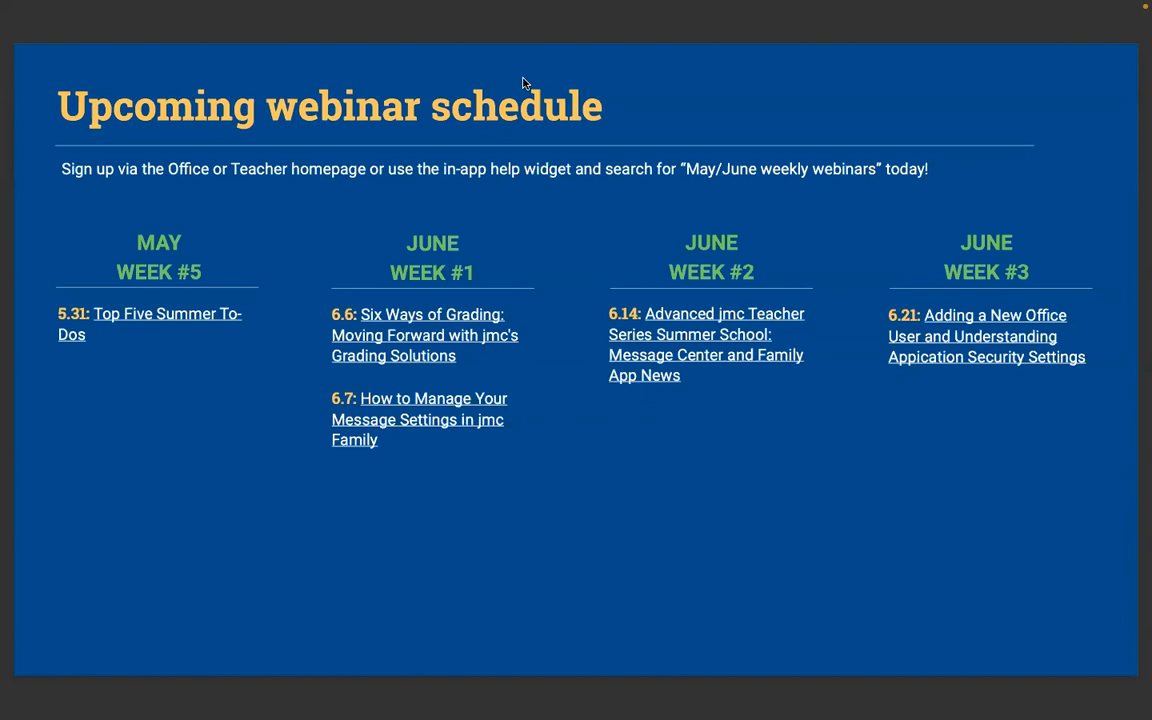 Upcoming webinar schedule
Sign up via the Office or Teacher homepage or use the in-app help widget and search for “May/June weekly webinars” today!
MAY
WEEK #5
5.31: Top Five Summer To-
Dos
JUNE
WEEK #1
6.6: Six Ways of Grading:
Moving Forward with jmc's
Grading Solutions
6.7: How to Manage Your
Message Settings in jmc
Family
JUNE
WEEK #2
6.14: Advanced jmc Teacher
Series Summer School:
Message Center and Family
App News
JUNE
WEEK #3
6.21: Adding a New Office
User and Understanding
Appication Security Settings